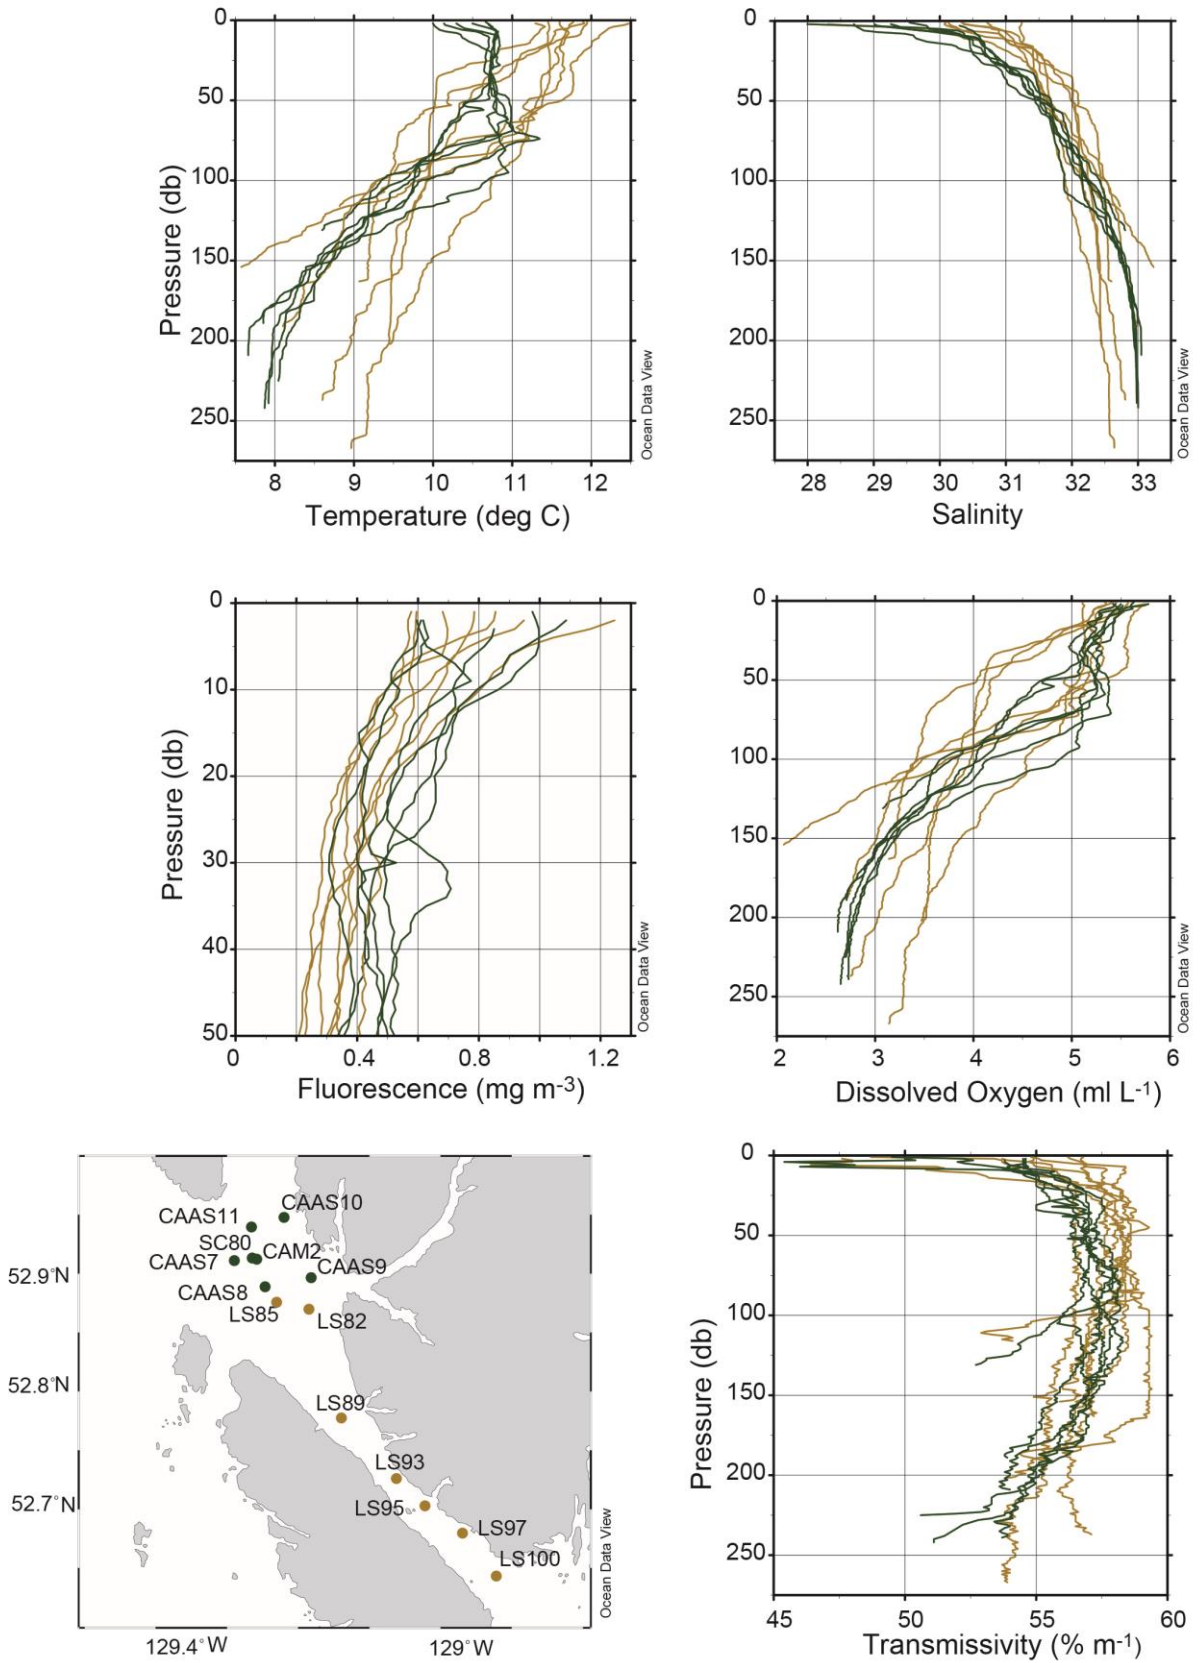 0
50
100
150
200
250
Pressure (db)
8 9 10 11 12
Temperature (deg C)
Ocean Data View
0
50
100
150
200
250
28 29 30 31 32 33
Salinity
Ocean Data View
0
10
20
30
40
50
Pressure (db)
0 0.4 0.8 1.2
Fluorescence (mg m-3)
Ocean Data View
0
50
100
150
200
250
2 3 4 5 6
Dissolved Oxygen (ml L-1)
Ocean Data View
52.9°N
52.8°N
52.7°N
CAAS10
CAAS11
SC80
CAM2
CAAS7
CAAS9
CAAS8
LS85
LS82
LS89
LS93
LS95
LS97
LS100
129.4°W 129°W
Ocean Data View
0
50
100
150
200
250
Pressure (db)
45 50 55 60
Transmissivity (% m-1)